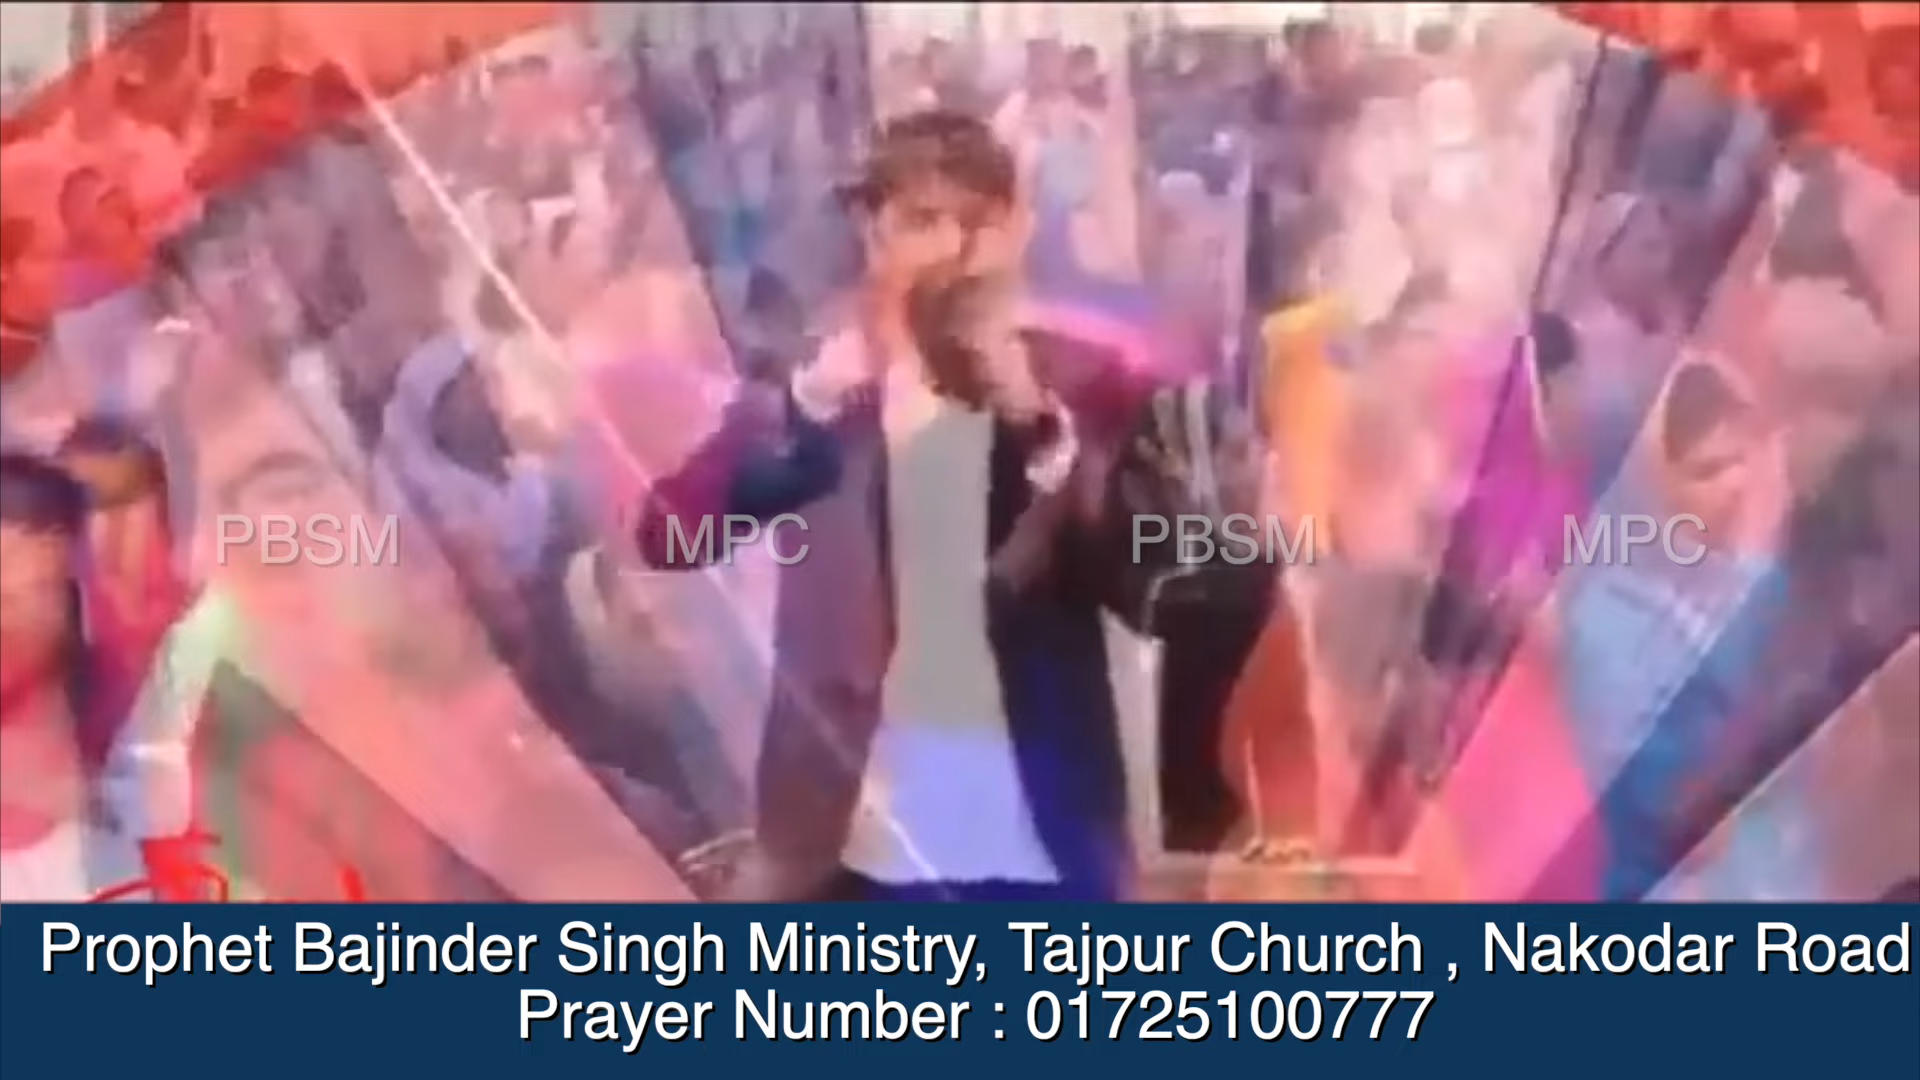 PBSM MPC PBSM MPC
Prophet Bajinder Singh Ministry, Tajpur Church , Nakodar Road
Prayer Number : 01725100777